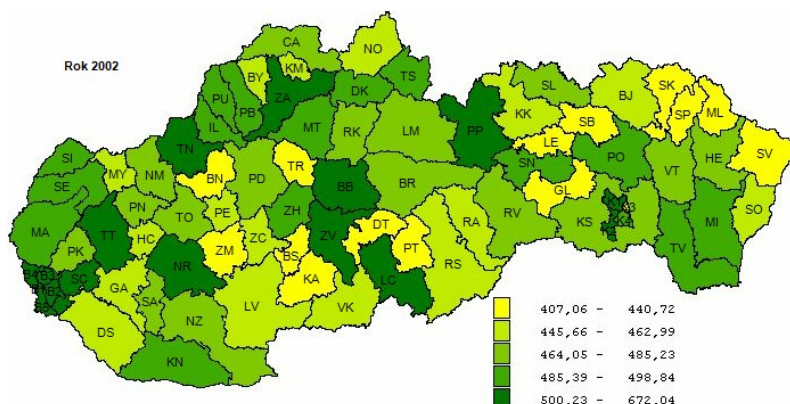 Rok 2002
CA
NO
BY
KM
TS
PU
ZA
DK
SL
BJ
SK
PB
KK
SP
ML
IL
MT
RK
LM
PP
SB
TN
LE
SI
TR
SN
PO
SV
MY
NM
BN
PD
VT
HE
SE
BB
BR
GL
PN
TO
PE
ZH
RV
KS
SO
MA
TT
HC
ZC
ZV
DT
RA
MI
PK
ZM
BS
PT
TV
SC
NR
KA
LC
RS
GA
SA
LV
VK
DS
NZ
KN
407,06 - 440,72
445,66 - 462,99
464,05 - 485,23
485,39 - 498,84
500,23 - 672,04